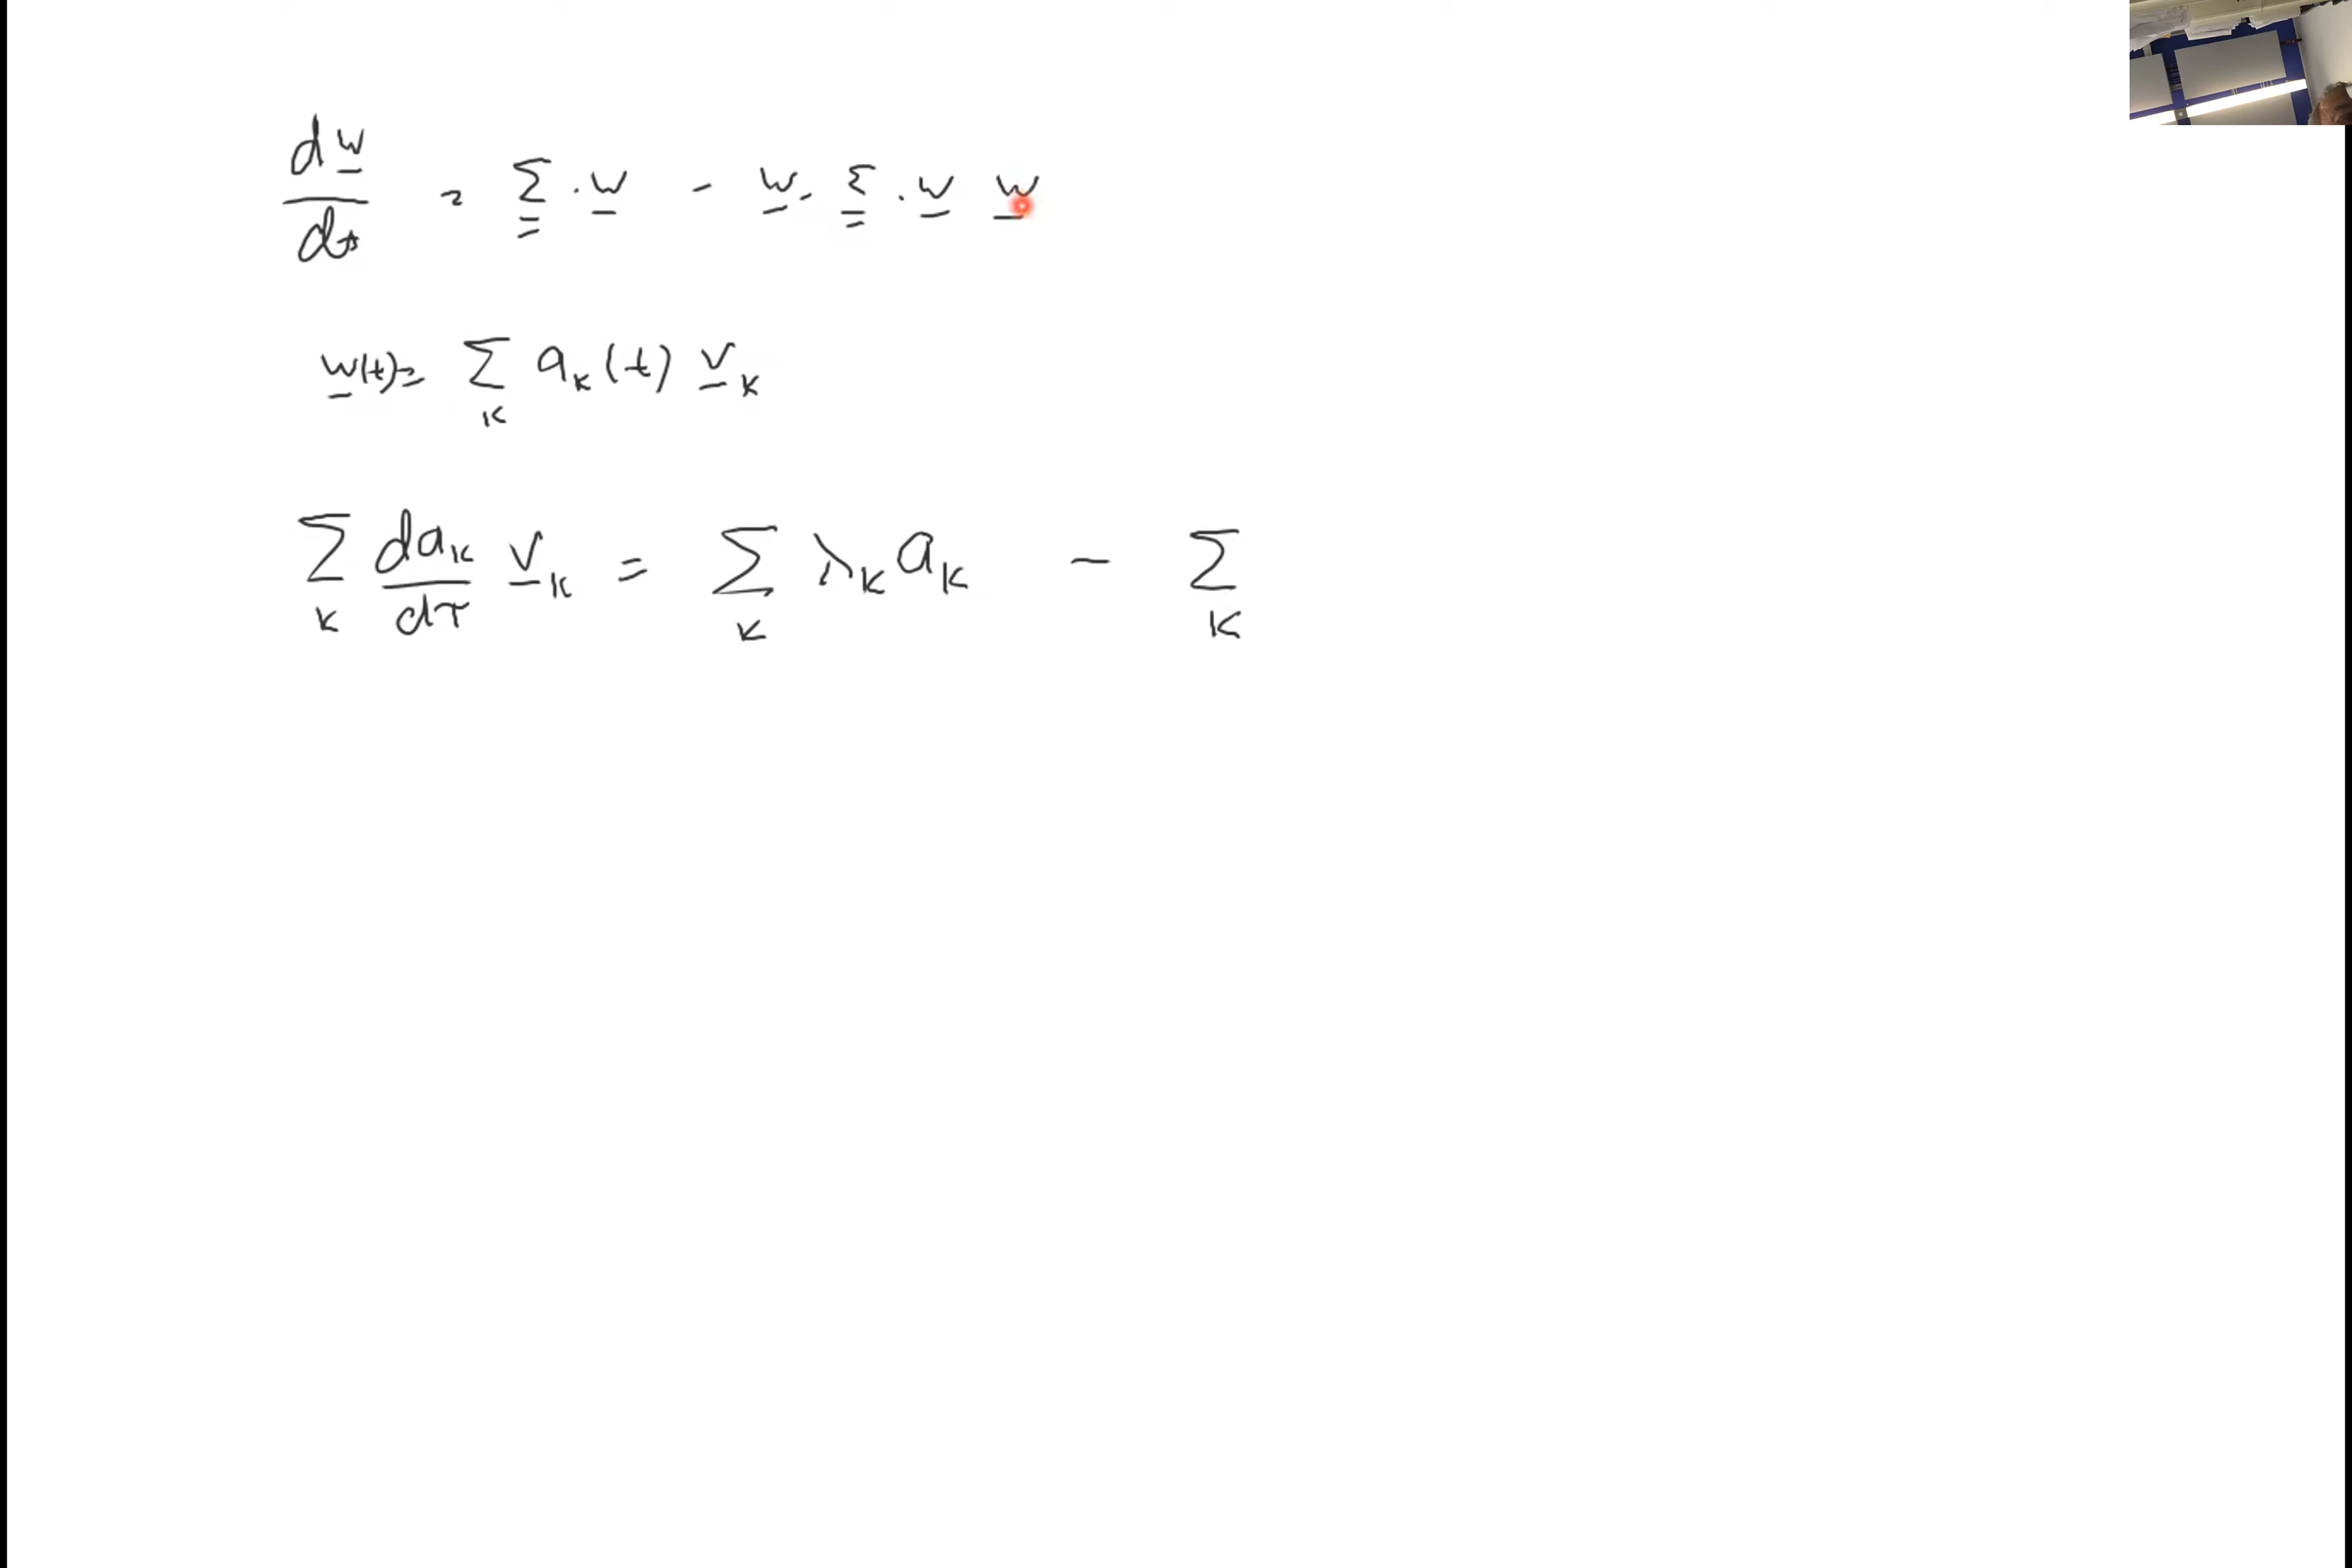 dw/dt = Σ · w - w · Σ · w w
w(t) = Σ_k a_k(t) v_k
Σ_k da_k/dτ v_k = Σ_k λ_k a_k - Σ_k